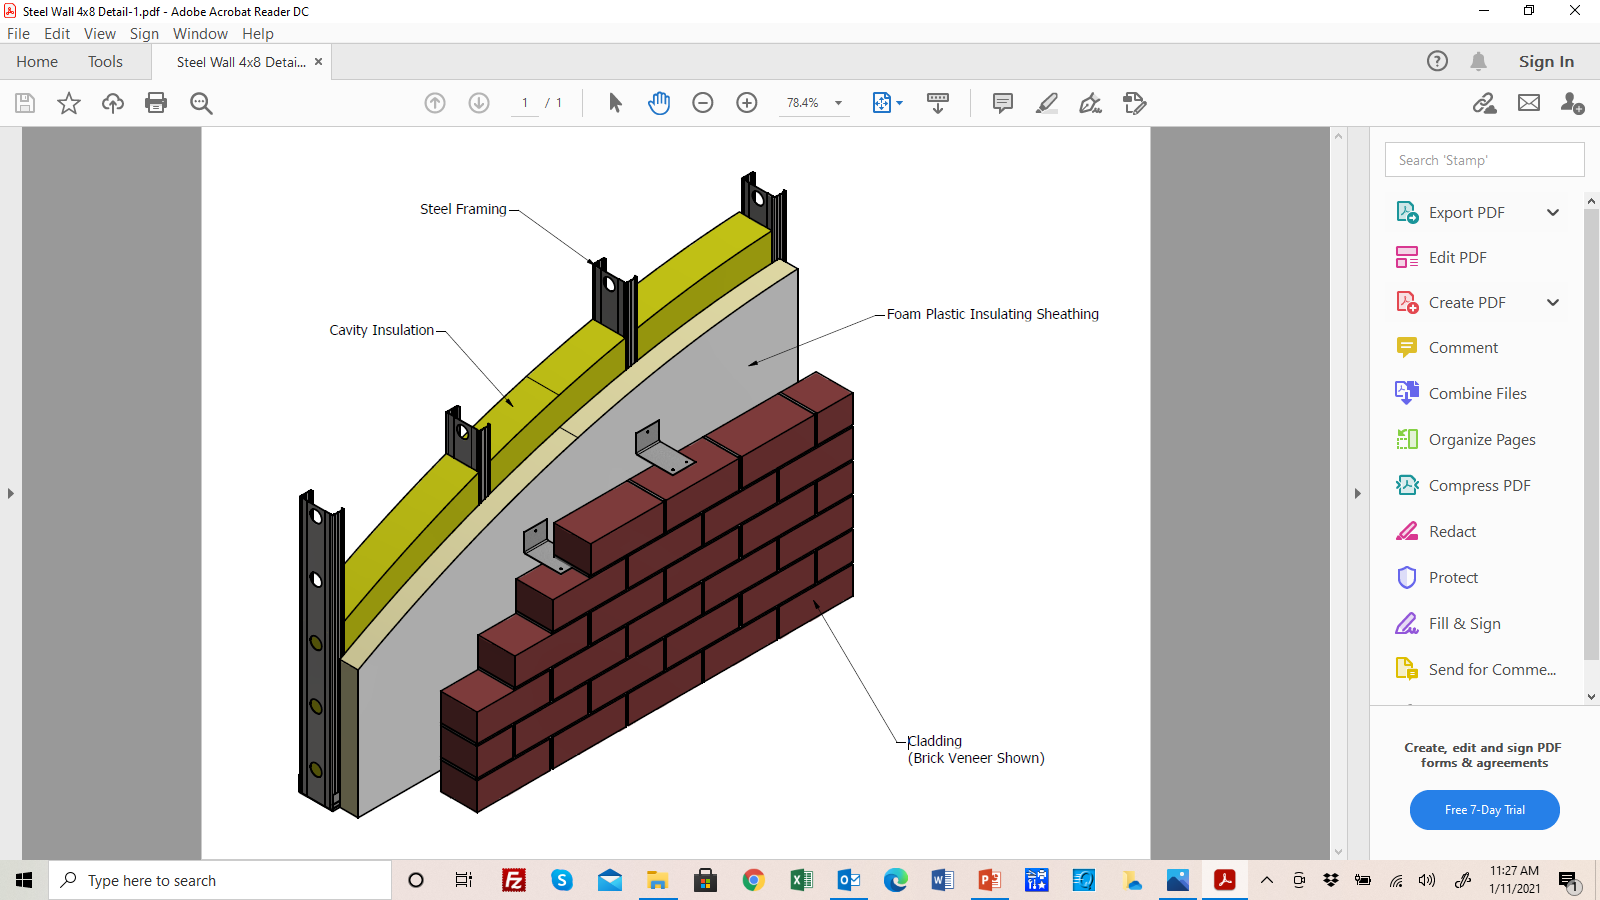 Steel Wall 4x8 Detail-1.pdf - Adobe Acrobat Reader DC
File Edit View Sign Window Help
Home Tools Steel Wall 4x8 Detai... × Sign In
1 / 1 78.4%
Steel Framing
Cavity Insulation
Foam Plastic Insulating Sheathing
Cladding
(Brick Veneer Shown)
Search 'Stamp'
Export PDF
Edit PDF
Create PDF
Comment
Combine Files
Organize Pages
Compress PDF
Redact
Protect
Fill & Sign
Send for Comme...
Create, edit and sign PDF
forms & agreements
Free 7-Day Trial
Type here to search
11:27 AM
1/11/2021
1